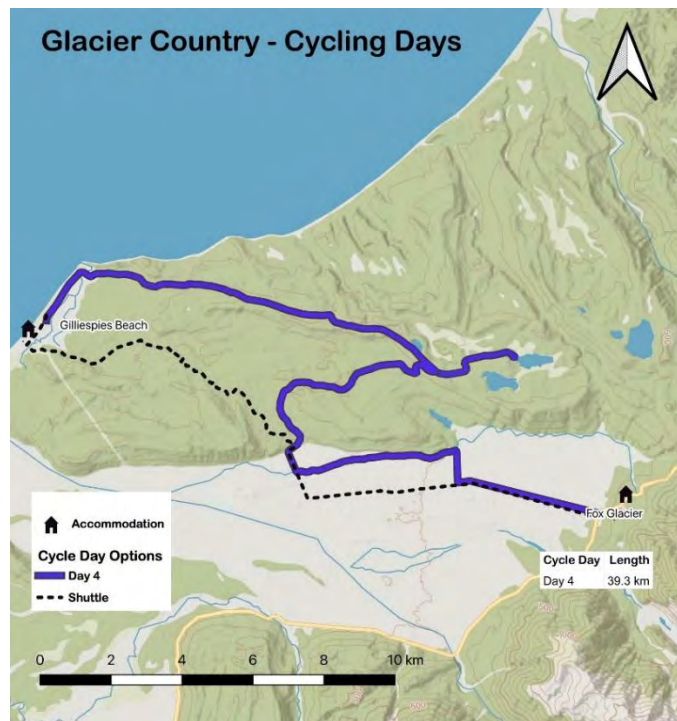 Glacier Country - Cycling Days
Gilliespies Beach
Fox Glacier
Accommodation
Cycle Day Options
Day 4
Shuttle
Cycle Day Length
Day 4 39.3 km
0 2 4 6 8 10 km